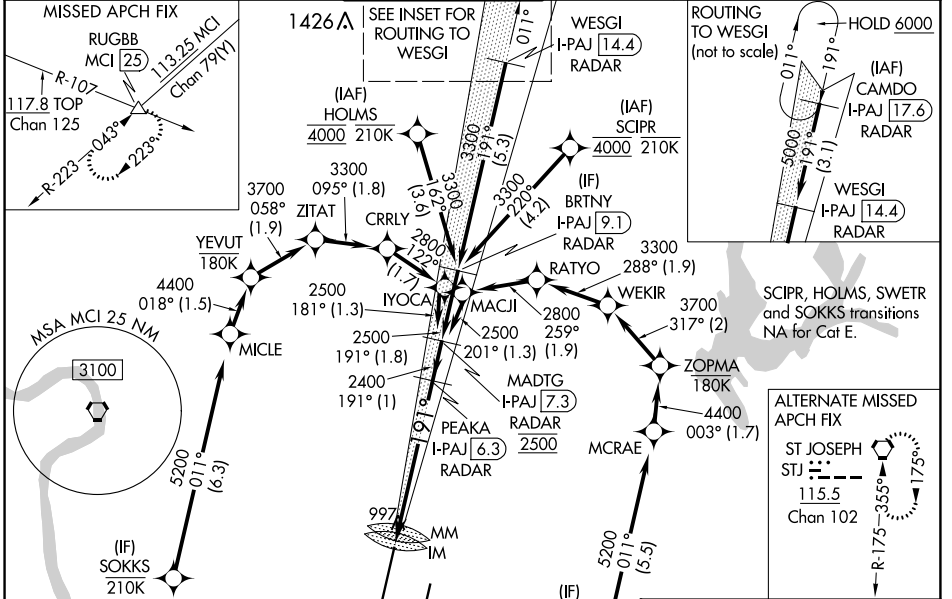 MISSED APCH FIX
RUGBB
MCI 25
113.25 MCI
Chan 79(Y)
R-107
117.8 TOP
Chan 125
R-223
043°
223°
1426
SEE INSET FOR
ROUTING TO
WESGI
011°
WESGI
I-PAJ 14.4
RADAR
ROUTING
TO WESGI
(not to scale)
HOLD 6000
011°
191°
(IAF)
CAMDO
I-PAJ 17.6
RADAR
5000
191°
(3.1)
WESGI
I-PAJ 14.4
RADAR
(IAF)
HOLMS
4000 210K
3300
191°
(5.3)
(IAF)
SCIPR
4000 210K
3300
162°
(3.6)
3300
220°
(4.2)
(IF)
BRTNY
I-PAJ 9.1
RADAR
3300
095° (1.8)
3700
058°
(1.9)
ZITAT
CRRLY
2800
122°
(1.7)
YEVUT
180K
4400
018° (1.5)
MICLE
2500
181° (1.3)
IYOCA
MACJI
RATYO
3300
288° (1.9)
WEKIR
2800
259°
(1.9)
3700
317° (2)
2500
191° (1.8)
2500
201° (1.3)
2400
191° (1)
MADTG
I-PAJ 7.3
RADAR
2500
PEAKA
I-PAJ 6.3
RADAR
191°
ZOPMA
180K
4400
003° (1.7)
MCRAE
SCIPR, HOLMS, SWETR
and SOKKS transitions
NA for Cat E.
MSA MCI 25 NM
3100
5200
011°
(6.3)
(IF)
SOKKS
210K
997
MM
IM
5200
011°
(5.5)
(IF)
ALTERNATE MISSED
APCH FIX
ST JOSEPH
STJ
115.5
Chan 102
R-175
355°
175°